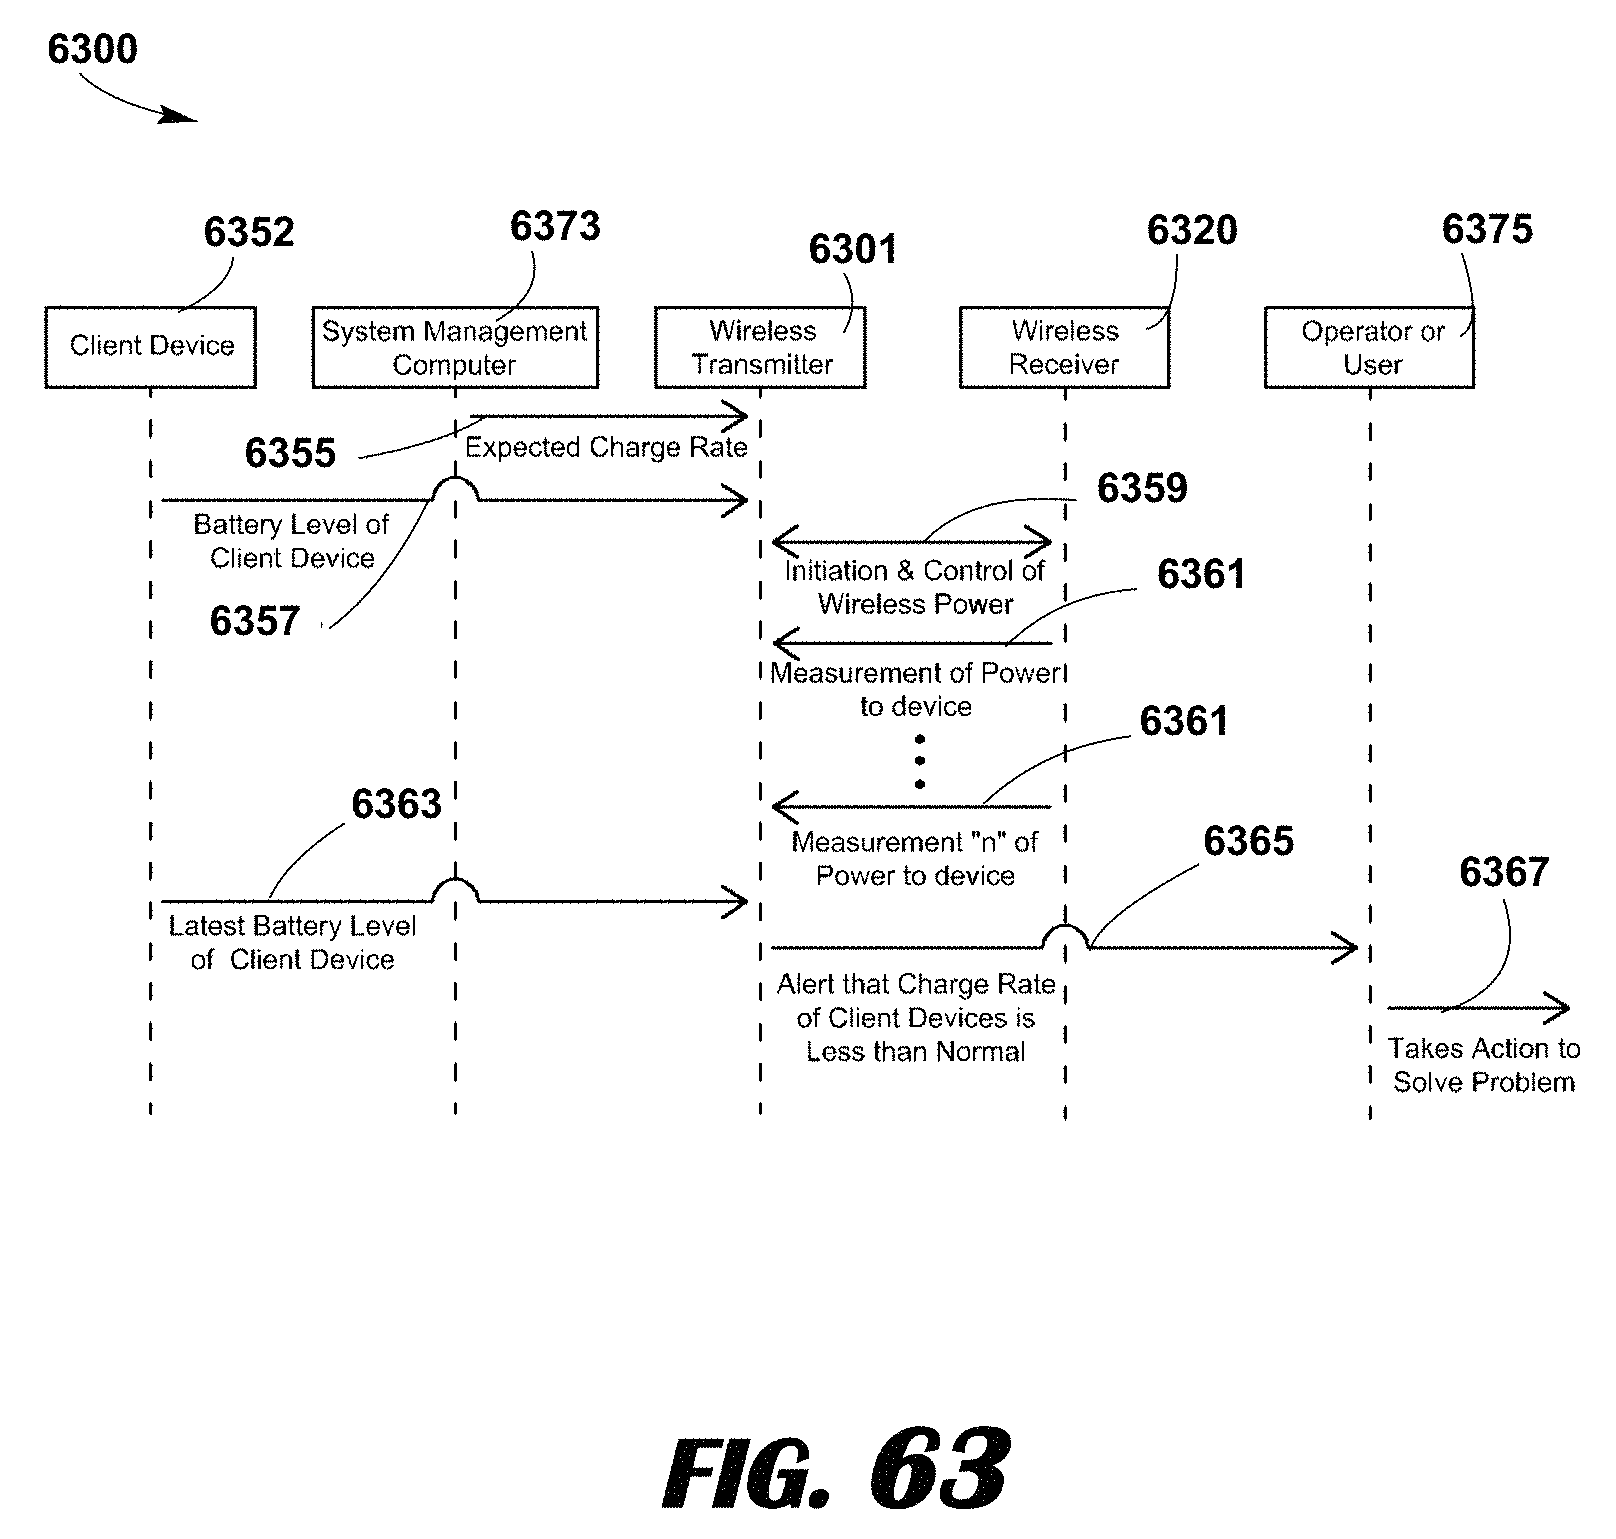 6300
6352
6373
6301
6320
6375
Client Device
System Management
Computer
Wireless
Transmitter
Wireless
Receiver
Operator or
User
6355
Expected Charge Rate
Battery Level of
Client Device
6357
6359
Initiation & Control of
Wireless Power
6361
Measurement of Power
to device
6361
Measurement "n" of
Power to device
6363
Latest Battery Level
of Client Device
6365
Alert that Charge Rate
of Client Devices is
Less than Normal
6367
Takes Action to
Solve Problem
FIG. 63